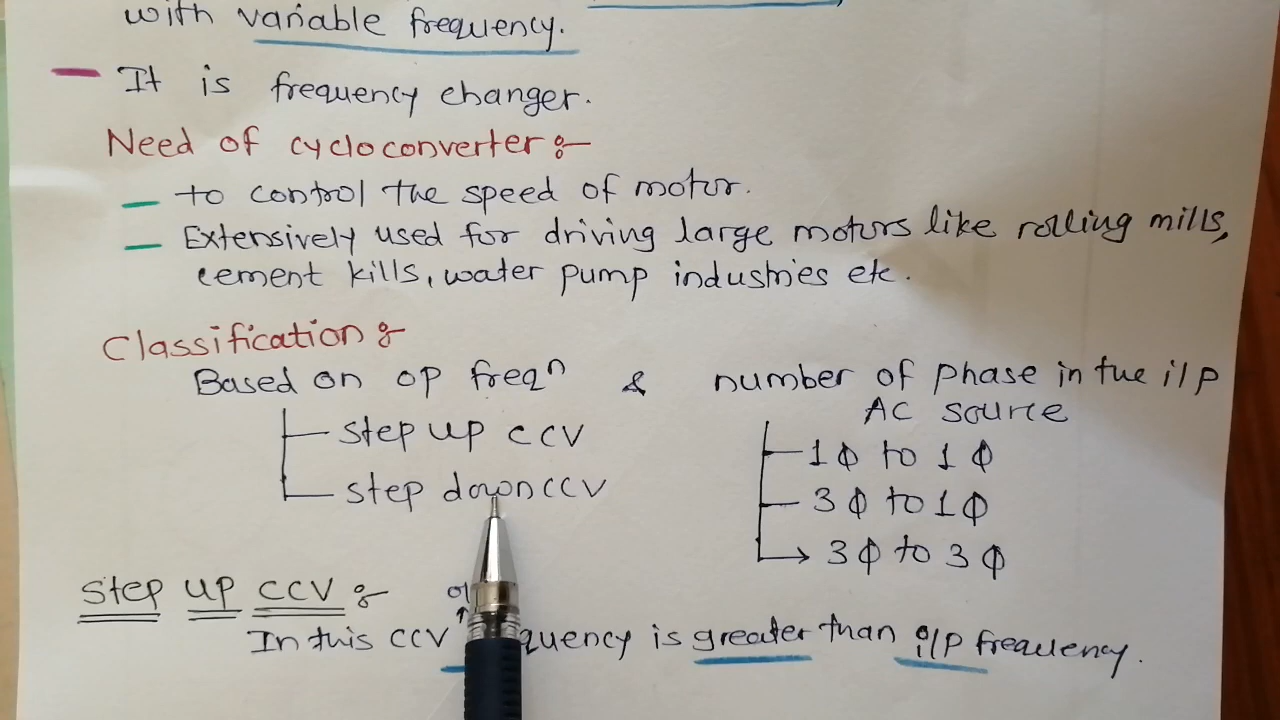 with variable frequency.
It is frequency changer.
Need of cycloconverter :-
to control the speed of motor.
Extensively used for driving large motors like rolling mills,
cement kills, water pump industries etc.
Classification :-
Based on op freqn & number of phase in the i/p
AC source
step up CCV
step down CCV
1Φ to 1Φ
3Φ to 1Φ
3Φ to 3Φ
step up CCV :-
In this CCV quency is greater than i/p frequency.